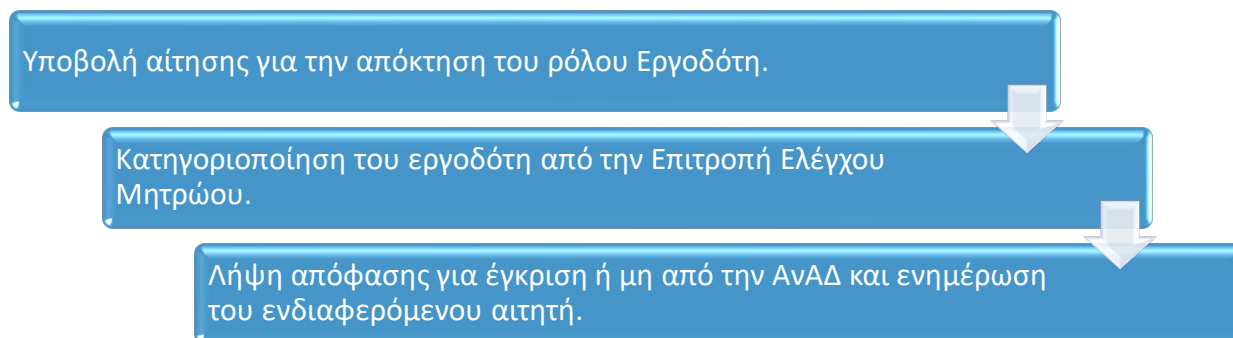 Υποβολή αίτησης για την απόκτηση του ρόλου Εργοδότη.
Κατηγοριοποίηση του εργοδότη από την Επιτροπή Ελέγχου
Μητρώου.
Λήψη απόφασης για έγκριση ή μη από την ΑνΑΔ και ενημέρωση
του ενδιαφερόμενου αιτητή.